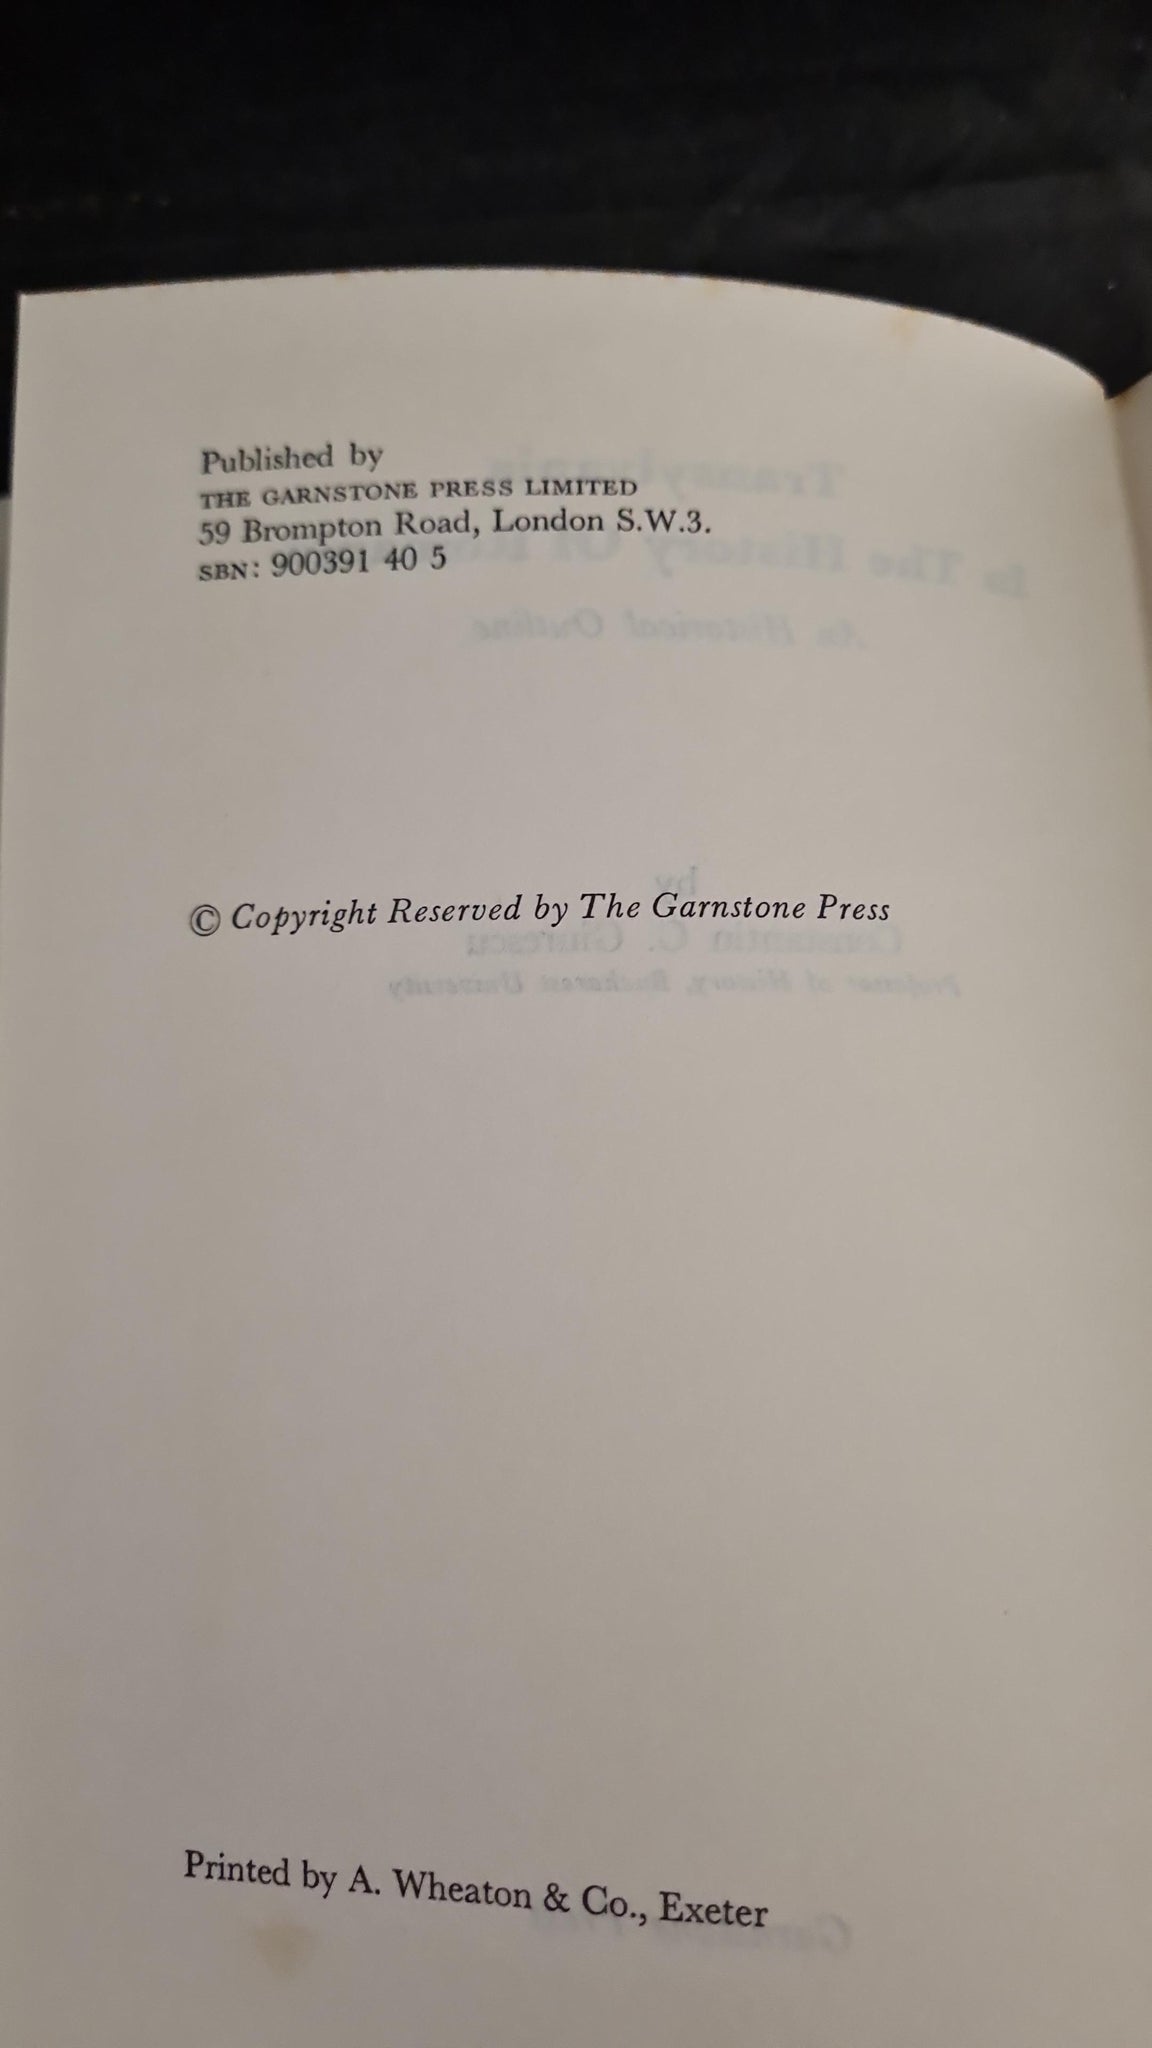 Published by
THE GARNSTONE PRESS LIMITED
59 Brompton Road, London S.W.3.
SBN: 900391 40 5
© Copyright Reserved by The Garnstone Press
Printed by A. Wheaton & Co., Exeter